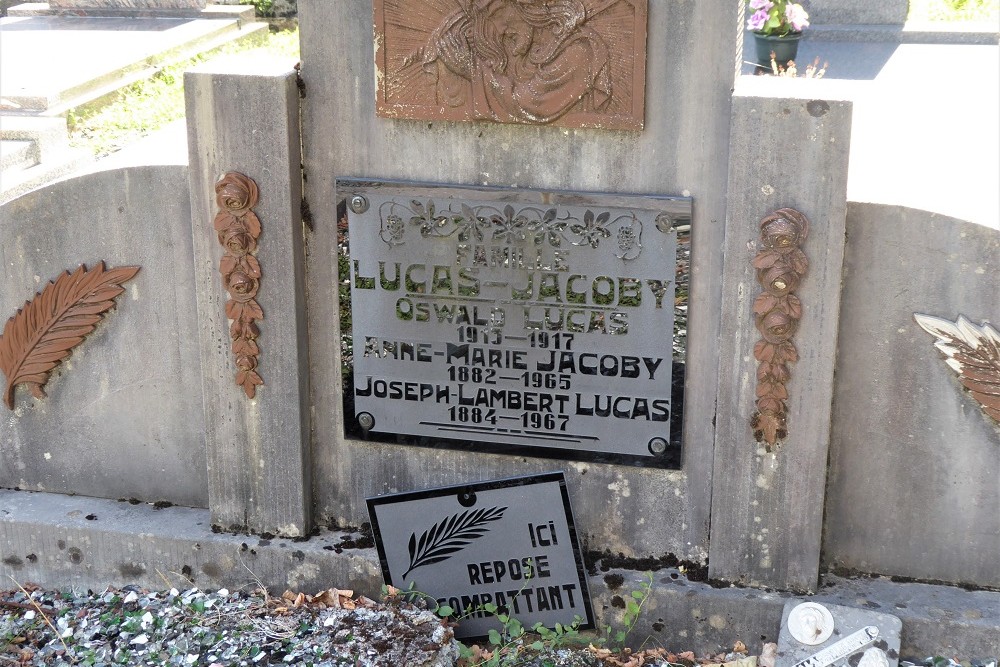 FAMILLE
LUCAS-JACOBY
OSWALD LUCAS
1913-1917
ANNE-MARIE JACOBY
1882-1965
JOSEPH-LAMBERT LUCAS
1884-1967
ICI
REPOSE
COMBATTANT